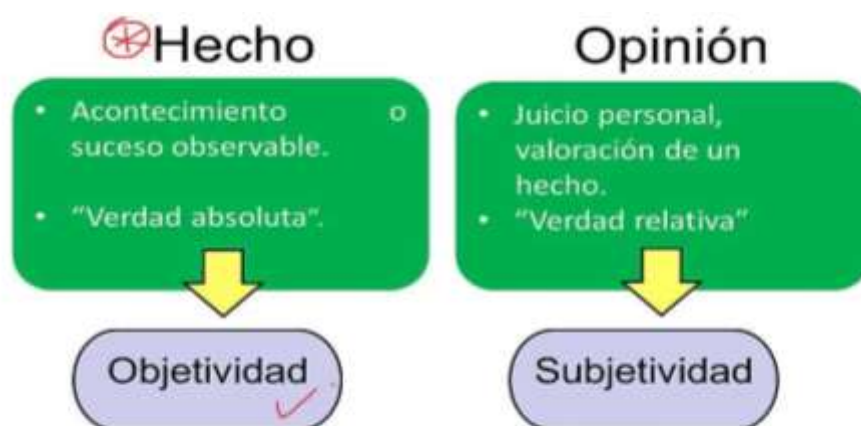 Hecho
• Acontecimiento o
suceso observable.
• "Verdad absoluta".
Objetividad
Opinión
• Juicio personal,
valoración de un
hecho.
• "Verdad relativa"
Subjetividad